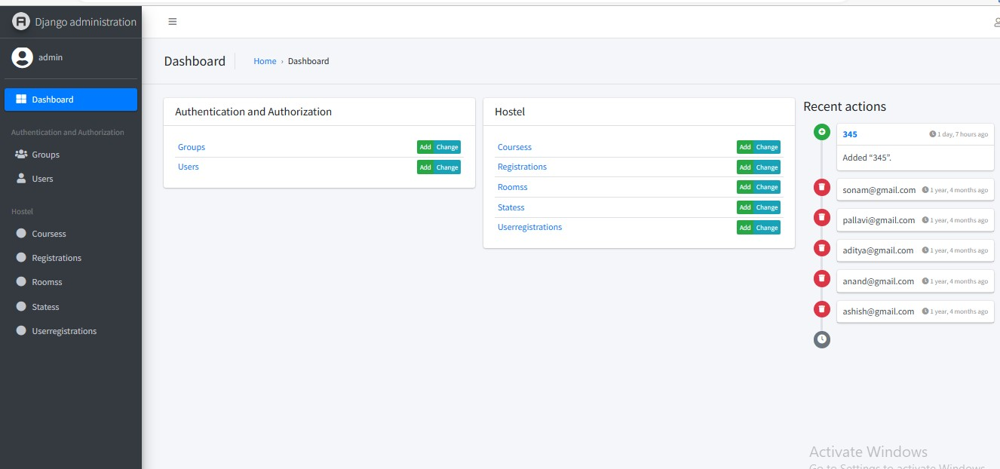 Django administration
admin
Dashboard
Authentication and Authorization
Groups
Users
Hostel
Coursess
Registrations
Roomss
Statess
Userregistrations
Dashboard
Home › Dashboard
Authentication and Authorization
Groups Add Change
Users Add Change
Hostel
Coursess Add Change
Registrations Add Change
Roomss Add Change
Statess Add Change
Userregistrations Add Change
Recent actions
345 1 day, 7 hours ago
Added “345”.
sonam@gmail.com 1 year, 4 months ago
pallavi@gmail.com 1 year, 4 months ago
aditya@gmail.com 1 year, 4 months ago
anand@gmail.com 1 year, 4 months ago
ashish@gmail.com 1 year, 4 months ago
Activate Windows
Go to Settings to activate Windows.